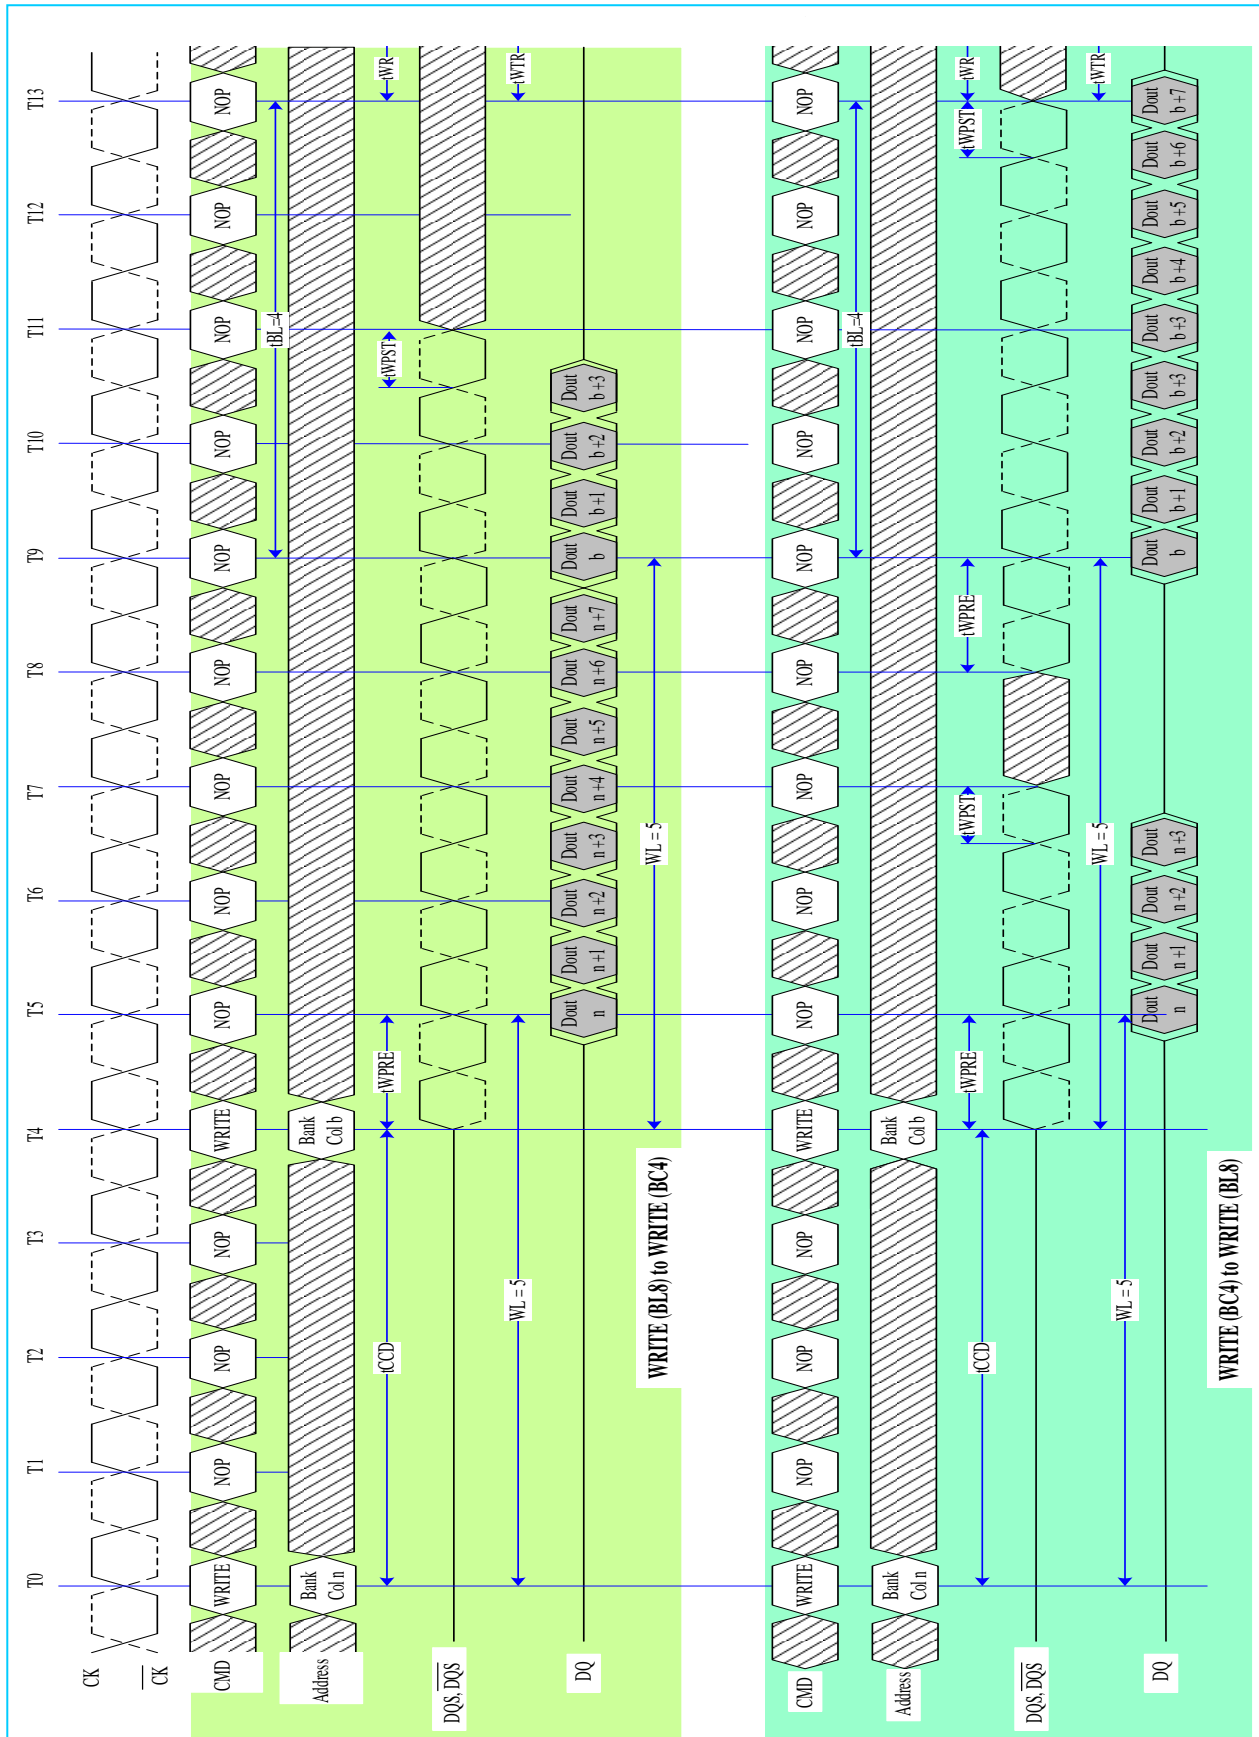 T0 T1 T2 T3 T4 T5 T6 T7 T8 T9 T10 T11 T12 T13
CK
CK
CMD WRITE NOP NOP NOP WRITE NOP NOP NOP NOP NOP NOP NOP NOP NOP
tBL=4
Address
Bank
Col n
Bank
Col b
tCCD tWPRE tWPST tWR
DQS, DQS
WL = 5 tWTR
DQ
Dout
n
Dout
n+1
Dout
n+2
Dout
n+3
Dout
n+4
Dout
n+5
Dout
n+6
Dout
n+7
Dout
b
Dout
b+1
Dout
b+2
Dout
b+3
WL = 5
WRITE (BL8) to WRITE (BC4)
CMD WRITE NOP NOP NOP WRITE NOP NOP NOP NOP NOP NOP NOP NOP NOP
tBL=4
Address
Bank
Col n
Bank
Col b
tWPRE tWPST tWPRE tWPST tWR
tCCD
DQS, DQS
WL = 5 tWTR
WL = 5
DQ
Dout
n
Dout
n+1
Dout
n+2
Dout
n+3
Dout
b
Dout
b+1
Dout
b+2
Dout
b+3
Dout
b+3
Dout
b+4
Dout
b+5
Dout
b+6
Dout
b+7
WRITE (BC4) to WRITE (BL8)